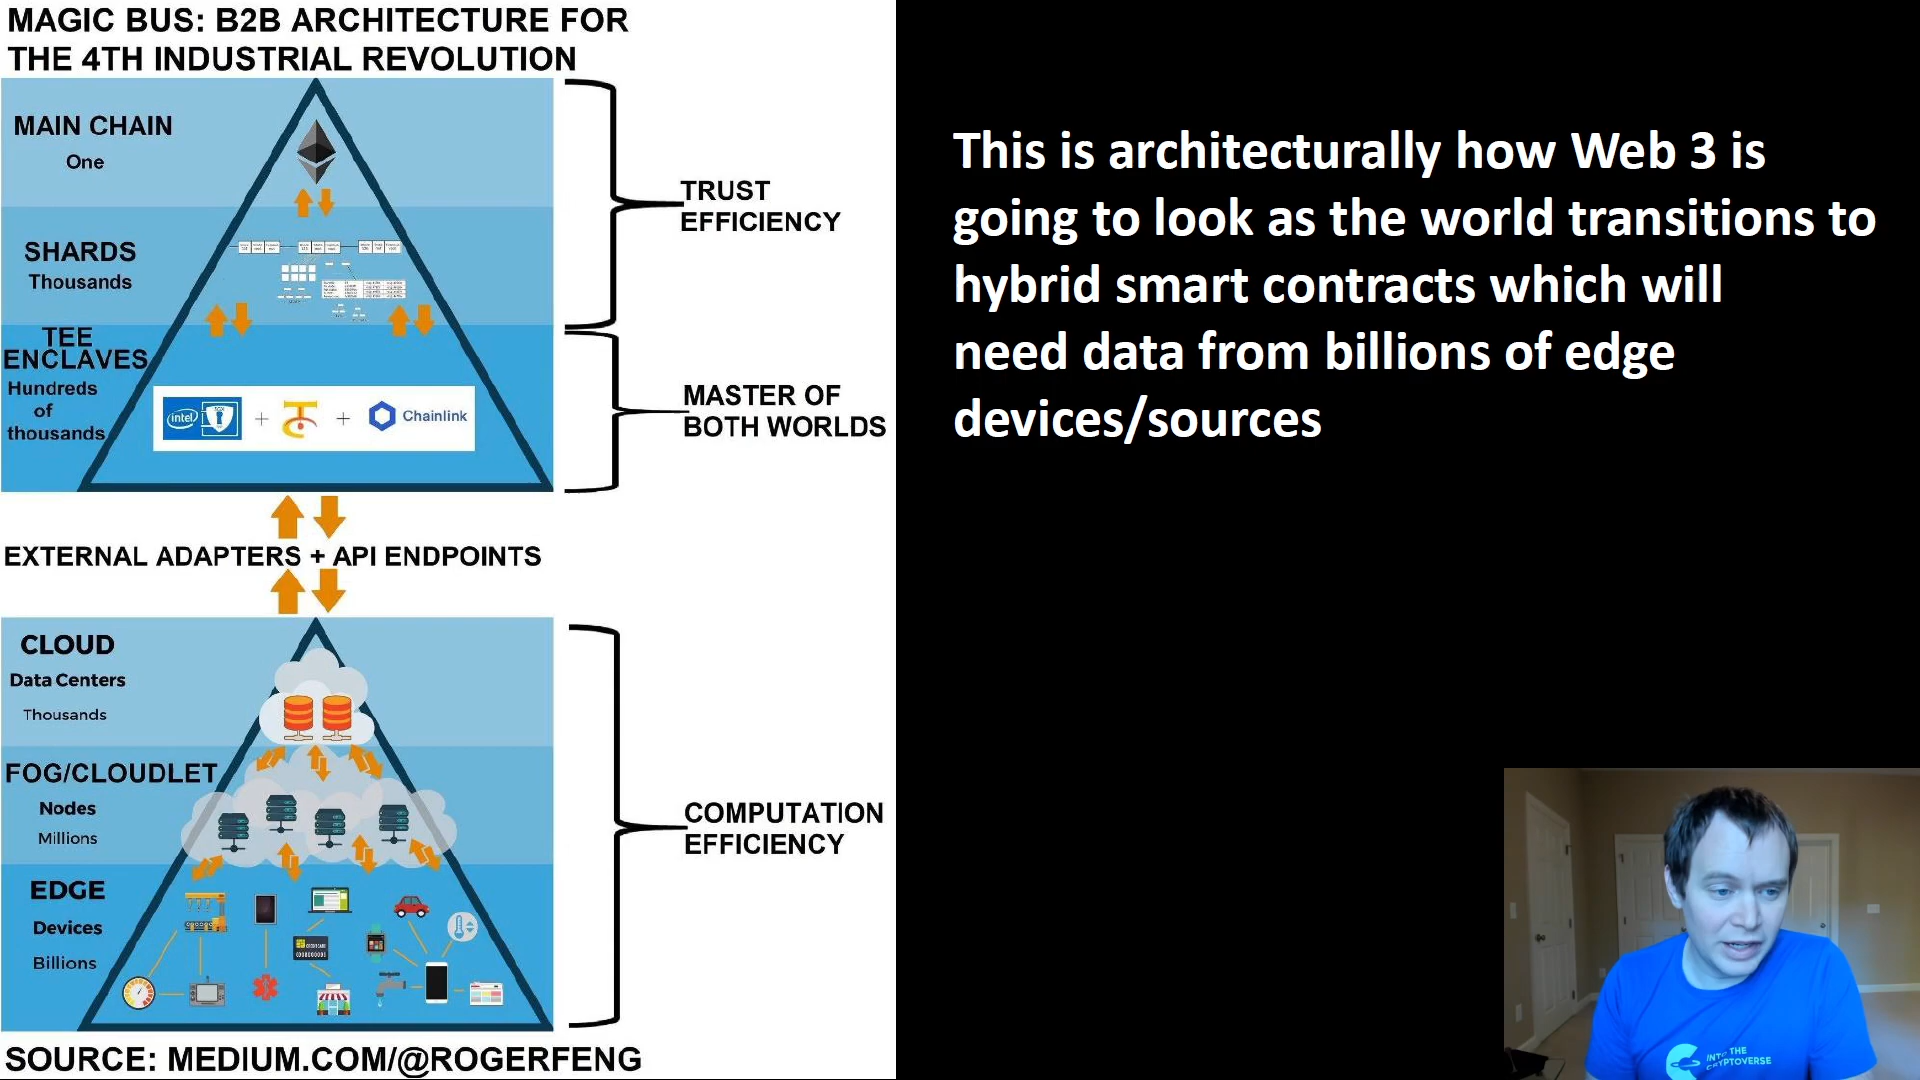 MAGIC BUS: B2B ARCHITECTURE FOR
THE 4TH INDUSTRIAL REVOLUTION
MAIN CHAIN
One
SHARDS
Thousands
TEE
ENCLAVES
Hundreds
of
thousands
intel
+
+
Chainlink
TRUST
EFFICIENCY
MASTER OF
BOTH WORLDS
EXTERNAL ADAPTERS + API ENDPOINTS
CLOUD
Data Centers
Thousands
FOG/CLOUDLET
Nodes
Millions
EDGE
Devices
Billions
COMPUTATION
EFFICIENCY
SOURCE: MEDIUM.COM/@ROGERFENG
This is architecturally how Web 3 is
going to look as the world transitions to
hybrid smart contracts which will
need data from billions of edge
devices/sources
INTO THE
CRYPTOVERSE